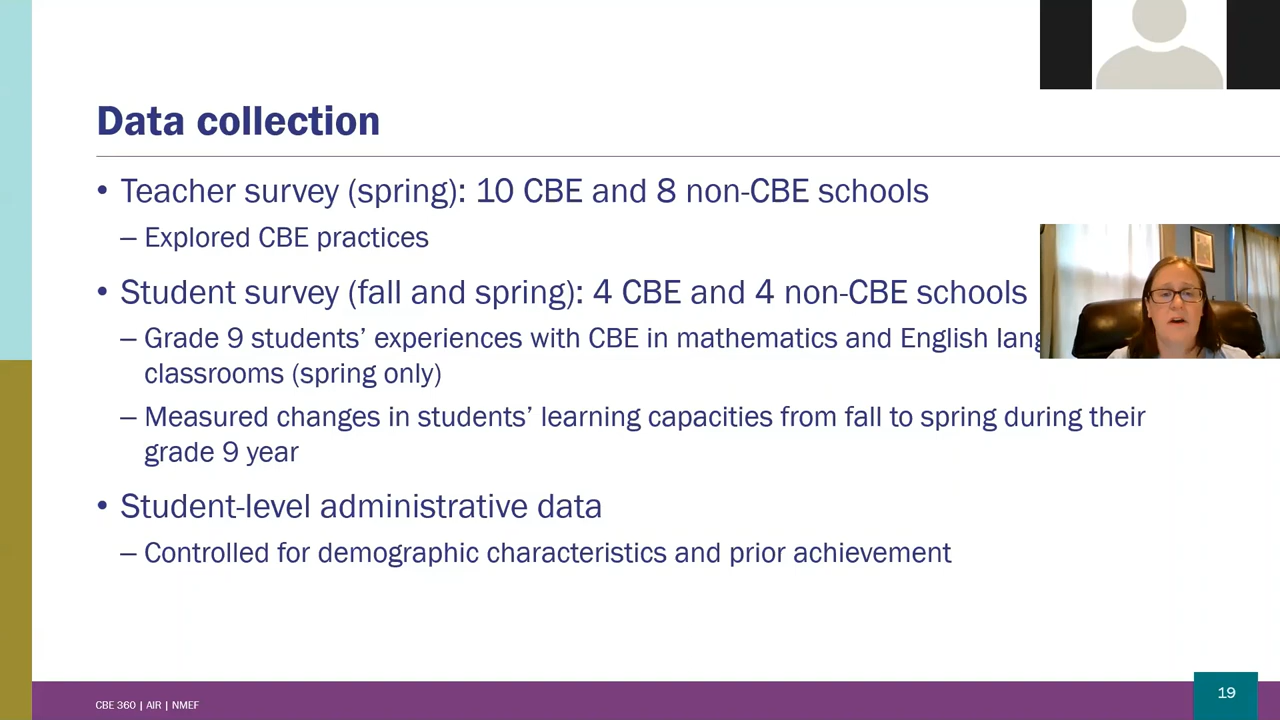 Data collection
• Teacher survey (spring): 10 CBE and 8 non-CBE schools
– Explored CBE practices
• Student survey (fall and spring): 4 CBE and 4 non-CBE schools
– Grade 9 students’ experiences with CBE in mathematics and English
classrooms (spring only)
– Measured changes in students’ learning capacities from fall to spring during their
grade 9 year
• Student-level administrative data
– Controlled for demographic characteristics and prior achievement
CBE 360 | AIR | NMEF
19